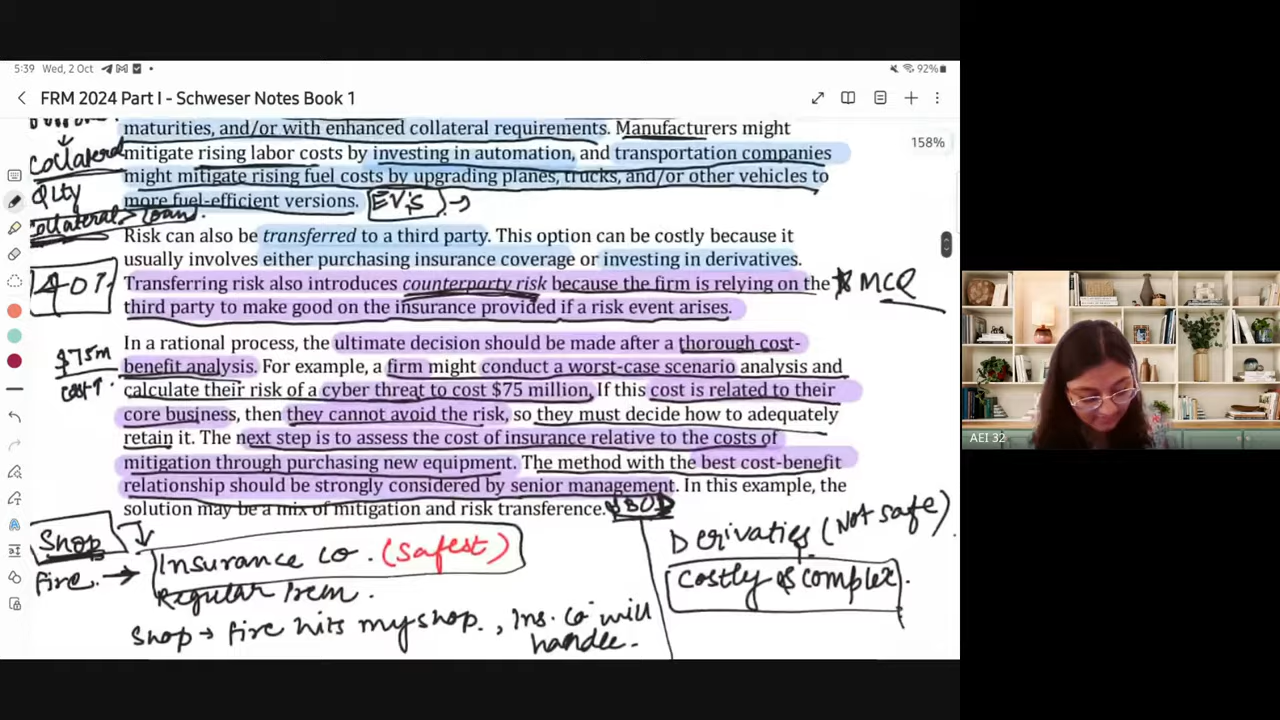 5:39 Wed, 2 Oct
92%
FRM 2024 Part I - Schweser Notes Book 1
158%
maturities, and/or with enhanced collateral requirements. Manufacturers might
mitigate rising labor costs by investing in automation, and transportation companies
might mitigate rising fuel costs by upgrading planes, trucks, and/or other vehicles to
more fuel-efficient versions.
EV's
Collateral
Qlty
Collateral > Loan.
Risk can also be transferred to a third party. This option can be costly because it
usually involves either purchasing insurance coverage or investing in derivatives.
Transferring risk also introduces counterparty risk because the firm is relying on the
third party to make good on the insurance provided if a risk event arises.
MCQ
In a rational process, the ultimate decision should be made after a thorough cost-
benefit analysis. For example, a firm might conduct a worst-case scenario analysis and
calculate their risk of a cyber threat to cost $75 million. If this cost is related to their
core business, then they cannot avoid the risk, so they must decide how to adequately
retain it. The next step is to assess the cost of insurance relative to the costs of
mitigation through purchasing new equipment. The method with the best cost-benefit
relationship should be strongly considered by senior management. In this example, the
solution may be a mix of mitigation and risk transference.
$75m
cost↑
Shop
fire →
Insurance co. (Safest)
Regular Prem.
Shop → fire hits my shop., Ins. Co will
handle.
Derivaties (Not safe).
Costly & complex.
AEI 32